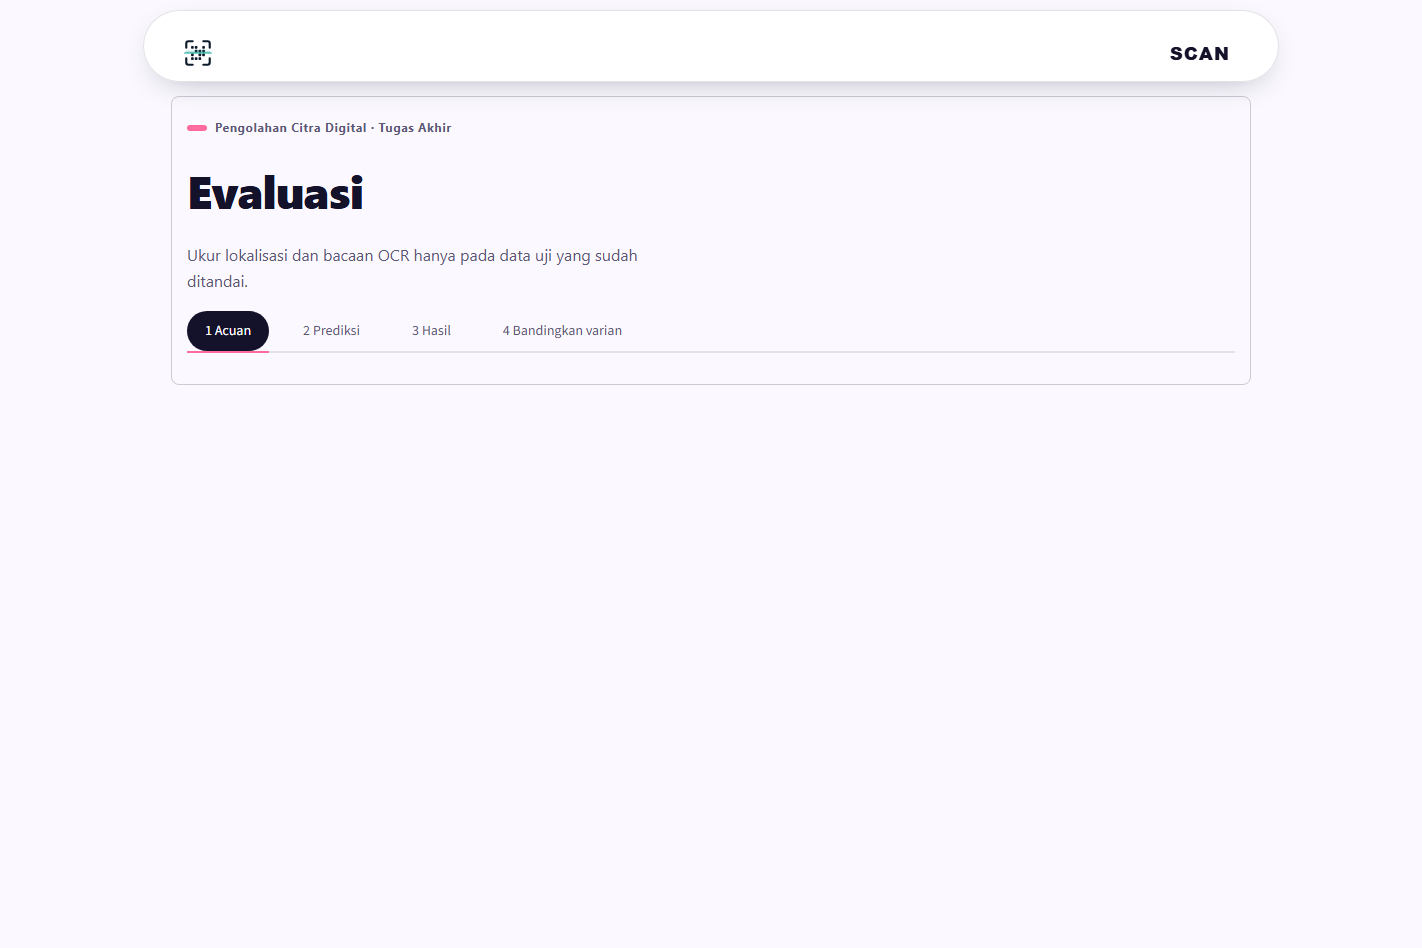 SCAN
Pengolahan Citra Digital · Tugas Akhir
Evaluasi
Ukur lokalisasi dan bacaan OCR hanya pada data uji yang sudah
ditandai.
1 Acuan 2 Prediksi 3 Hasil 4 Bandingkan varian